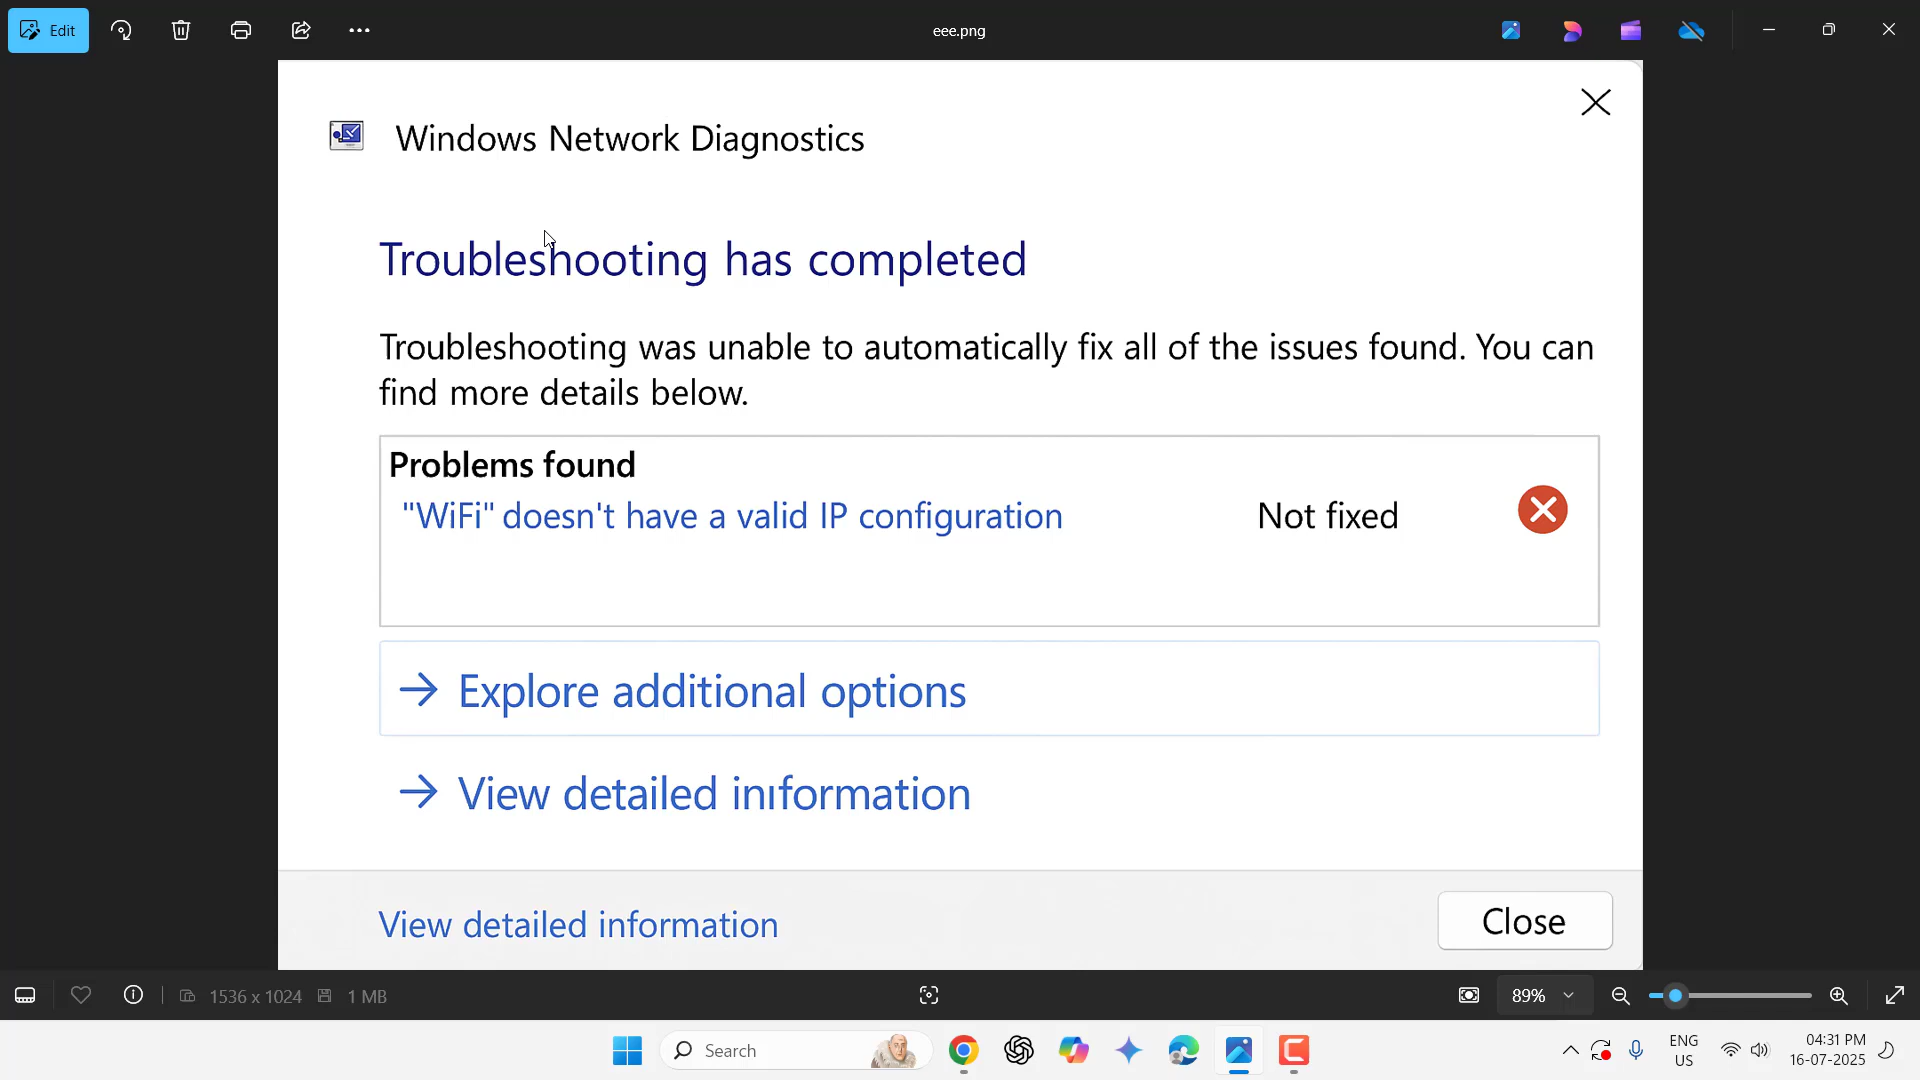 Edit
eee.png
Windows Network Diagnostics
Troubleshooting has completed
Troubleshooting was unable to automatically fix all of the issues found. You can
find more details below.
Problems found
"WiFi" doesn't have a valid IP configuration Not fixed
Explore additional options
View detailed inıformation
View detailed information Close
1536 x 1024 1 MB 89%
Search ENG 04:31 PM
US 16-07-2025